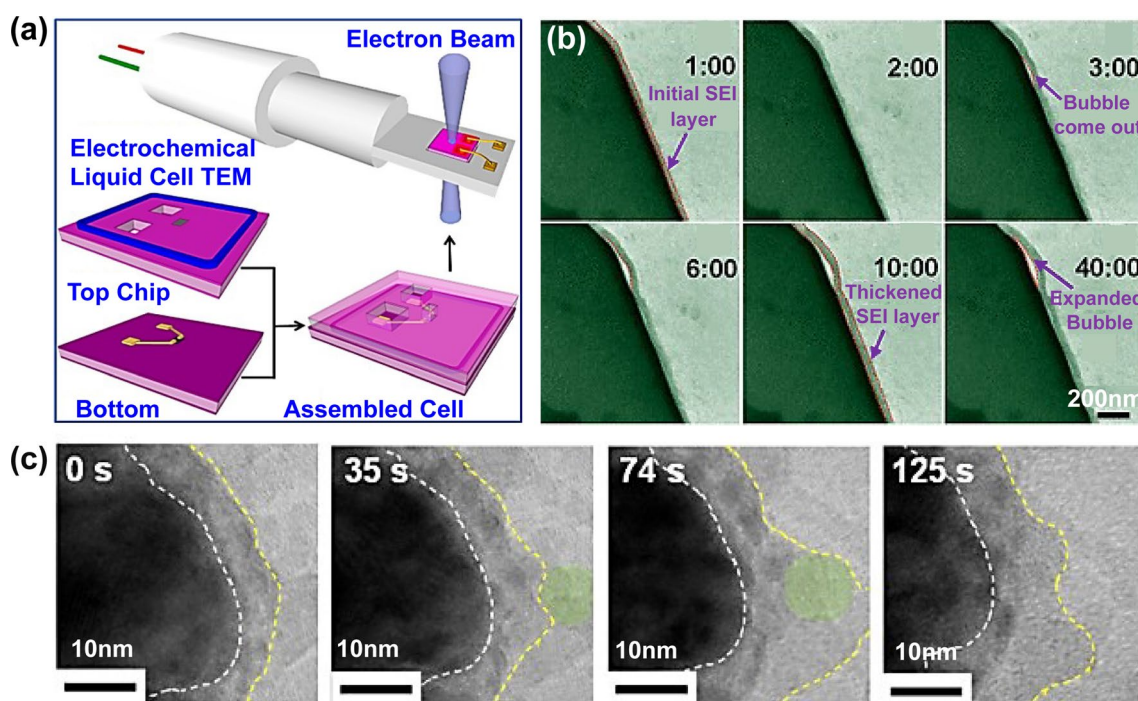 (a)
Electron Beam
Electrochemical
Liquid Cell TEM
Top Chip
Bottom
Assembled Cell
(b)
1:00
Initial SEI
layer
2:00
3:00
Bubble
come out
6:00
10:00
Thickened
SEI layer
40:00
Expanded
Bubble
200nm
(c)
0 s
10nm
35 s
10nm
74 s
10nm
125 s
10nm